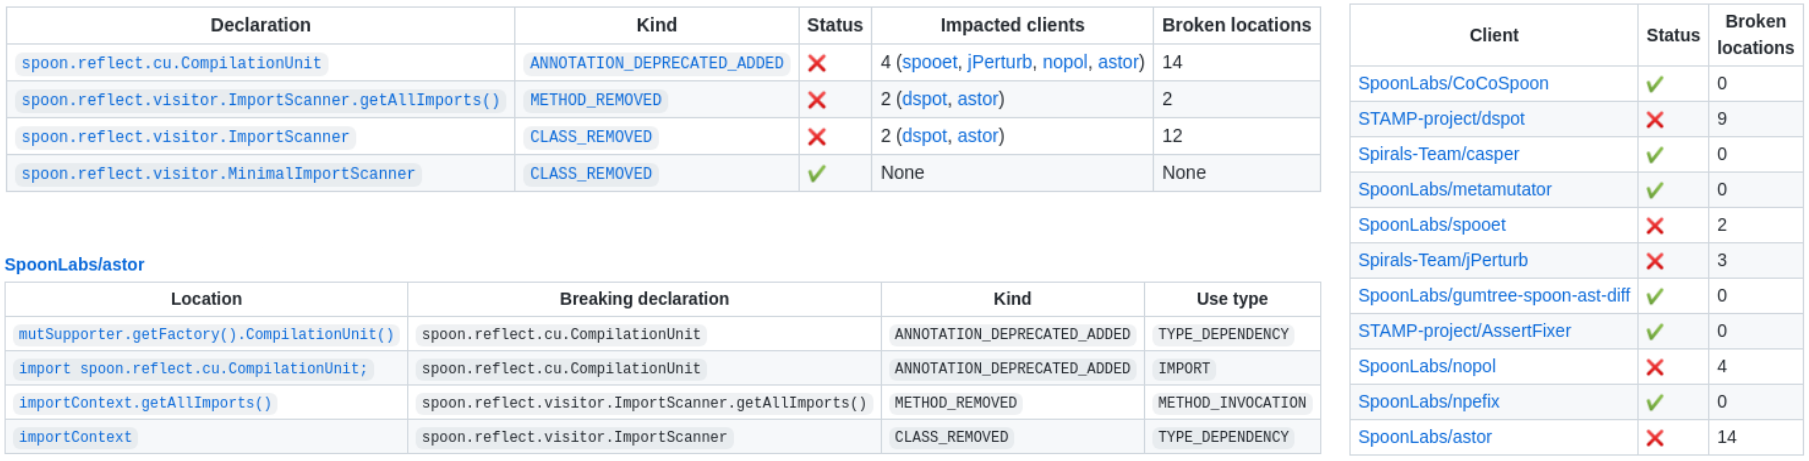 Declaration Kind Status Impacted clients Broken locations
spoon.reflect.cu.CompilationUnit ANNOTATION_DEPRECATED_ADDED ❌ 4 (spooet, jPerturb, nopol, astor) 14
spoon.reflect.visitor.ImportScanner.getAllImports() METHOD_REMOVED ❌ 2 (dspot, astor) 2
spoon.reflect.visitor.ImportScanner CLASS_REMOVED ❌ 2 (dspot, astor) 12
spoon.reflect.visitor.MinimalImportScanner CLASS_REMOVED ✔ None None
SpoonLabs/astor
Location Breaking declaration Kind Use type
mutSupporter.getFactory().CompilationUnit() spoon.reflect.cu.CompilationUnit ANNOTATION_DEPRECATED_ADDED TYPE_DEPENDENCY
import spoon.reflect.cu.CompilationUnit; spoon.reflect.cu.CompilationUnit ANNOTATION_DEPRECATED_ADDED IMPORT
importContext.getAllImports() spoon.reflect.visitor.ImportScanner.getAllImports() METHOD_REMOVED METHOD_INVOCATION
importContext spoon.reflect.visitor.ImportScanner CLASS_REMOVED TYPE_DEPENDENCY
Client Status Broken
locations
SpoonLabs/CoCoSpoon ✔ 0
STAMP-project/dspot ❌ 9
Spirals-Team/casper ✔ 0
SpoonLabs/metamutator ✔ 0
SpoonLabs/spooet ❌ 2
Spirals-Team/jPerturb ❌ 3
SpoonLabs/gumtree-spoon-ast-diff ✔ 0
STAMP-project/AssertFixer ✔ 0
SpoonLabs/nopol ❌ 4
SpoonLabs/npefix ✔ 0
SpoonLabs/astor ❌ 14